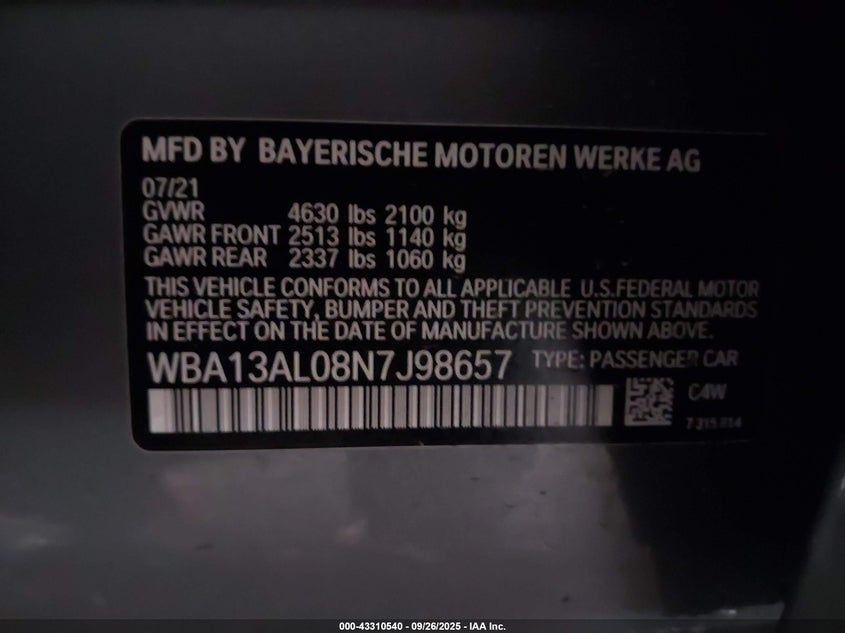 MFD BY BAYERISCHE MOTOREN WERKE AG
07/21
GVWR 4630 lbs 2100 kg
GAWR FRONT 2513 lbs 1140 kg
GAWR REAR 2337 lbs 1060 kg
THIS VEHICLE CONFORMS TO ALL APPLICABLE U.S.FEDERAL MOTOR
VEHICLE SAFETY, BUMPER AND THEFT PREVENTION STANDARDS
IN EFFECT ON THE DATE OF MANUFACTURE SHOWN ABOVE.
WBA13AL08N7J98657 TYPE: PASSENGER CAR
C4W
000-43310540 - 09/26/2025 - IAA Inc.